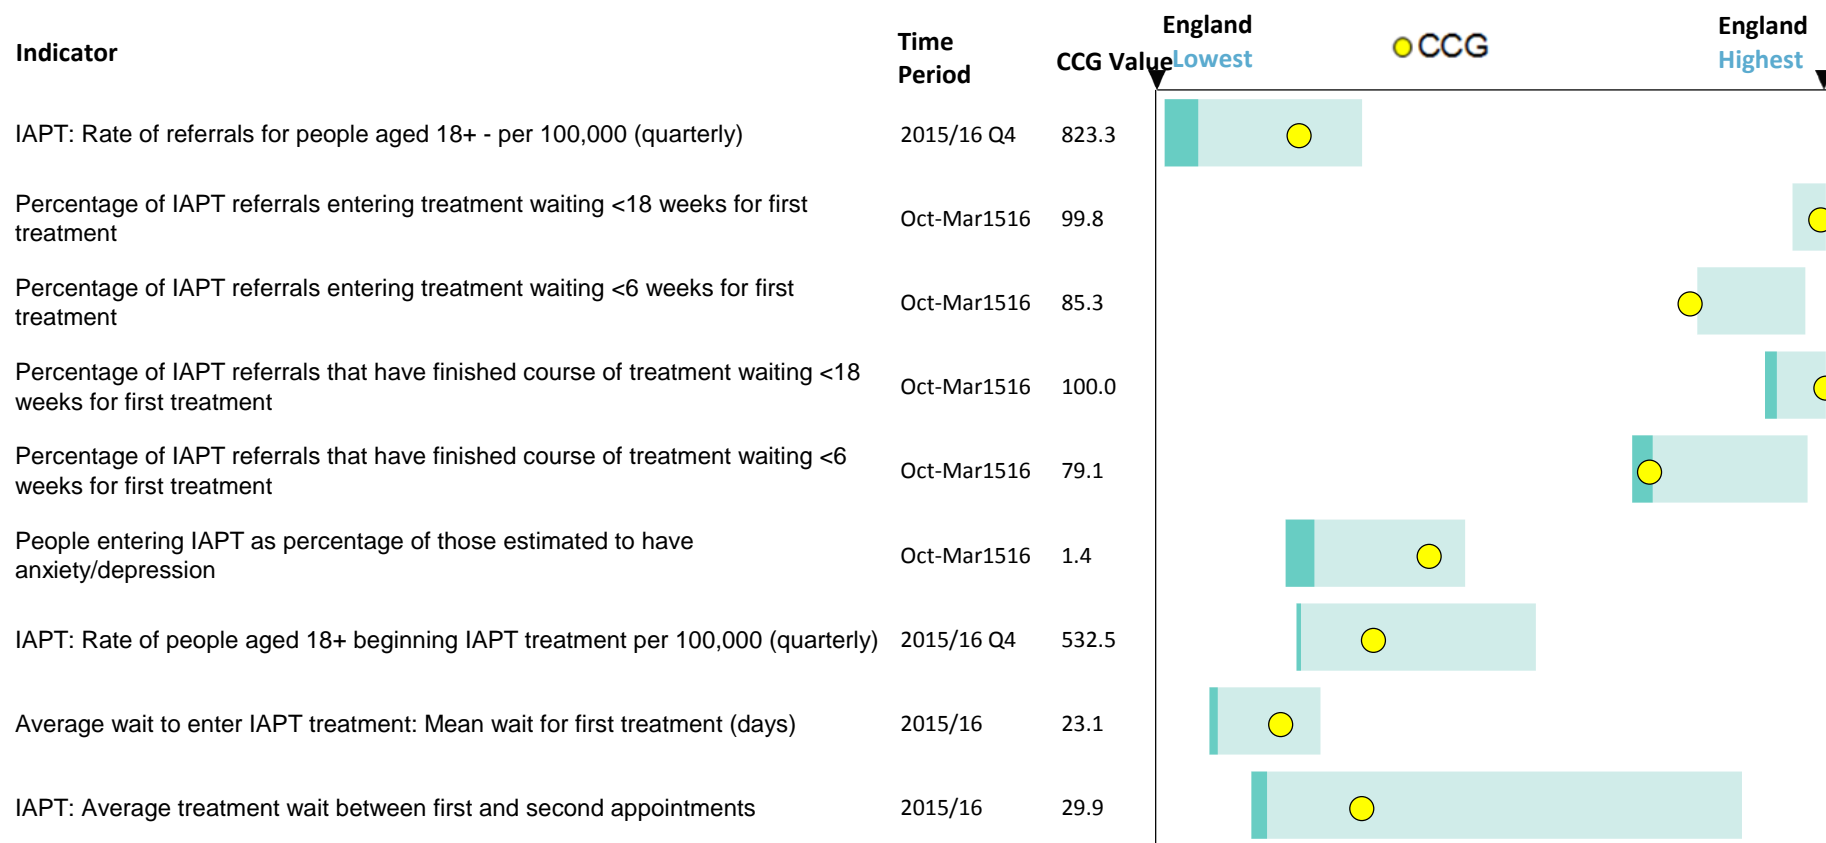 Indicator
Time
Period
CCG Value
England
Lowest
CCG
England
Highest
IAPT: Rate of referrals for people aged 18+ - per 100,000 (quarterly) 2015/16 Q4 823.3
Percentage of IAPT referrals entering treatment waiting <18 weeks for first
treatment
Oct-Mar1516 99.8
Percentage of IAPT referrals entering treatment waiting <6 weeks for first
treatment
Oct-Mar1516 85.3
Percentage of IAPT referrals that have finished course of treatment waiting <18
weeks for first treatment
Oct-Mar1516 100.0
Percentage of IAPT referrals that have finished course of treatment waiting <6
weeks for first treatment
Oct-Mar1516 79.1
People entering IAPT as percentage of those estimated to have
anxiety/depression
Oct-Mar1516 1.4
IAPT: Rate of people aged 18+ beginning IAPT treatment per 100,000 (quarterly) 2015/16 Q4 532.5
Average wait to enter IAPT treatment: Mean wait for first treatment (days) 2015/16 23.1
IAPT: Average treatment wait between first and second appointments 2015/16 29.9